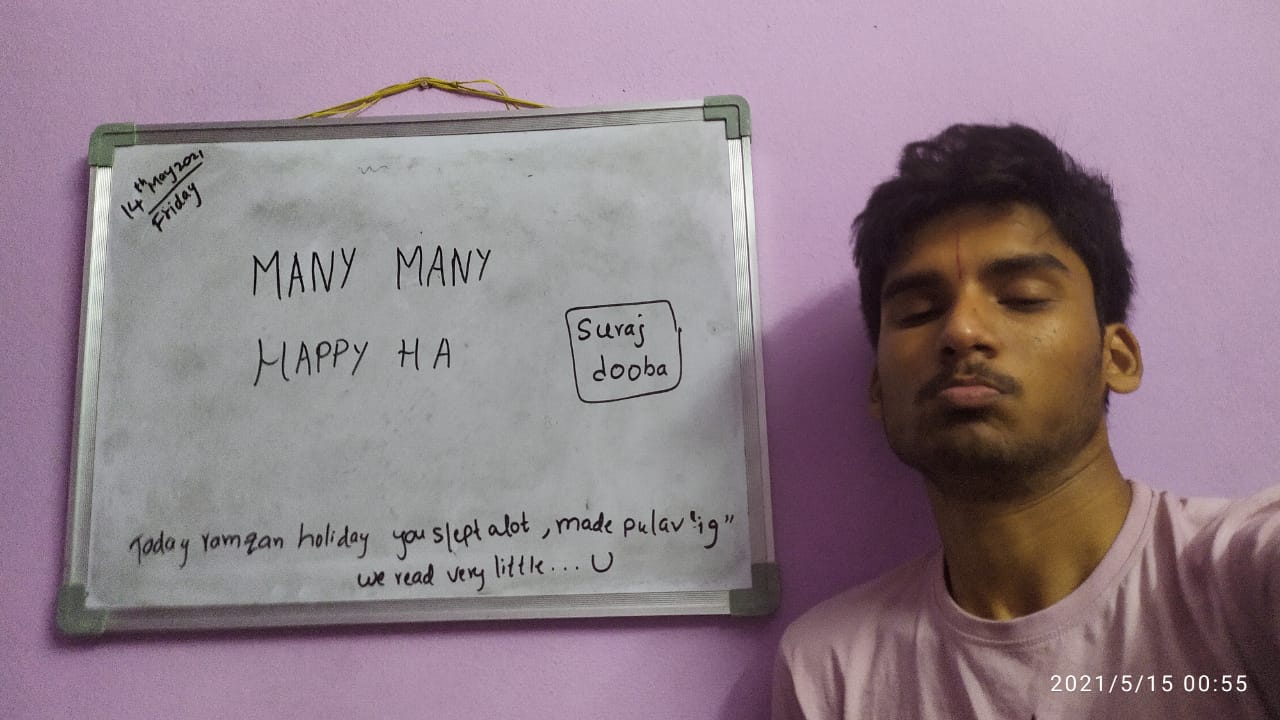 14th May 2021
Friday
MANY MANY
HAPPY HA
Suraj
dooba
Today ramzan holiday you slept alot, made pulav "ig"
we read very little... U
2021/5/15 00:55